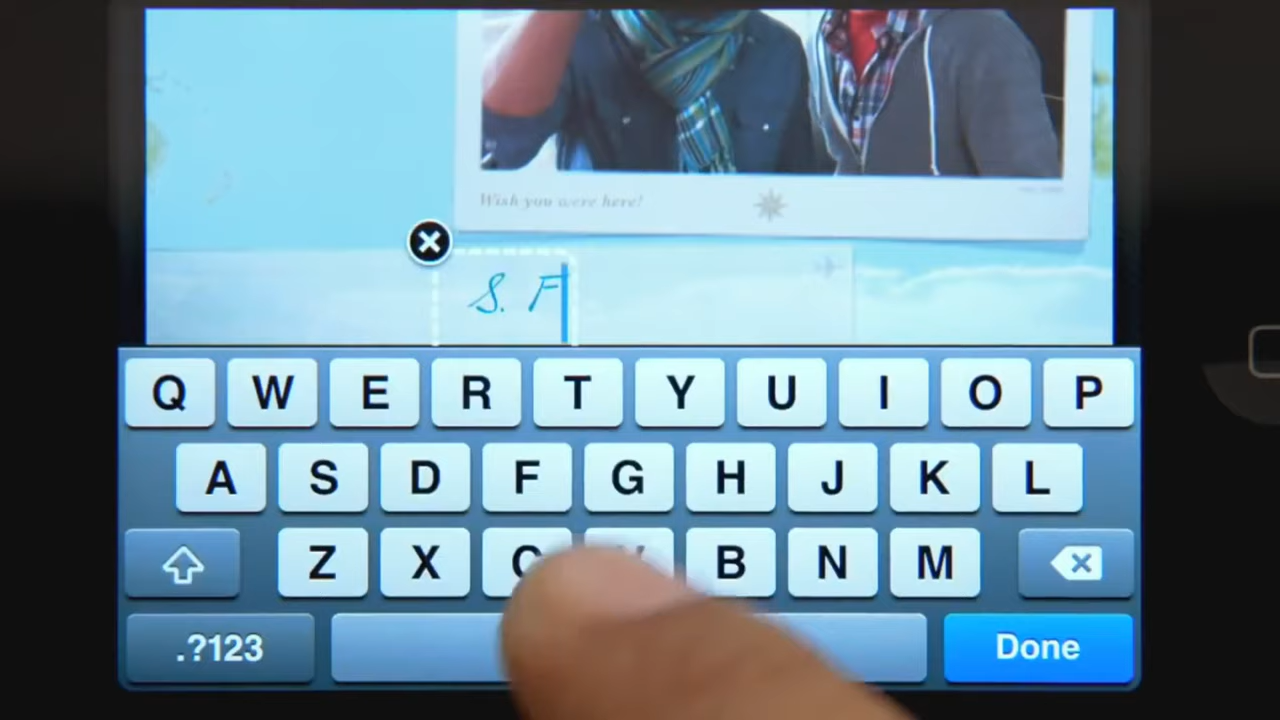 Wish you were here!
S. F
Q W E R T Y U I O P
A S D F G H J K L
Z X B N M
.?123 Done